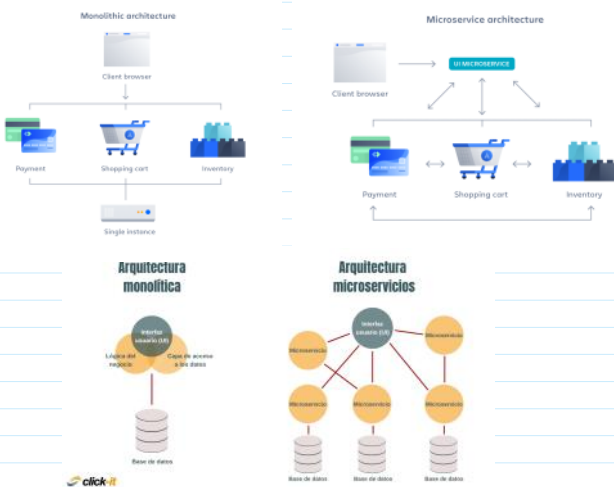 Monolithic architecture
Client browser
Payment
Shopping cart
Inventory
Single instance
Microservice architecture
UI MICROSERVICE
Client browser
Payment
Shopping cart
Inventory
Arquitectura
monolítica
Interfaz
usuario (UI)
Lógica del
negocio
Capa de acceso
a los datos
Base de datos
click-it
Arquitectura
microservicios
Interfaz
usuario (UI)
Microservicio
Microservicio
Microservicio
Microservicio
Microservicio
Base de datos
Base de datos
Base de datos